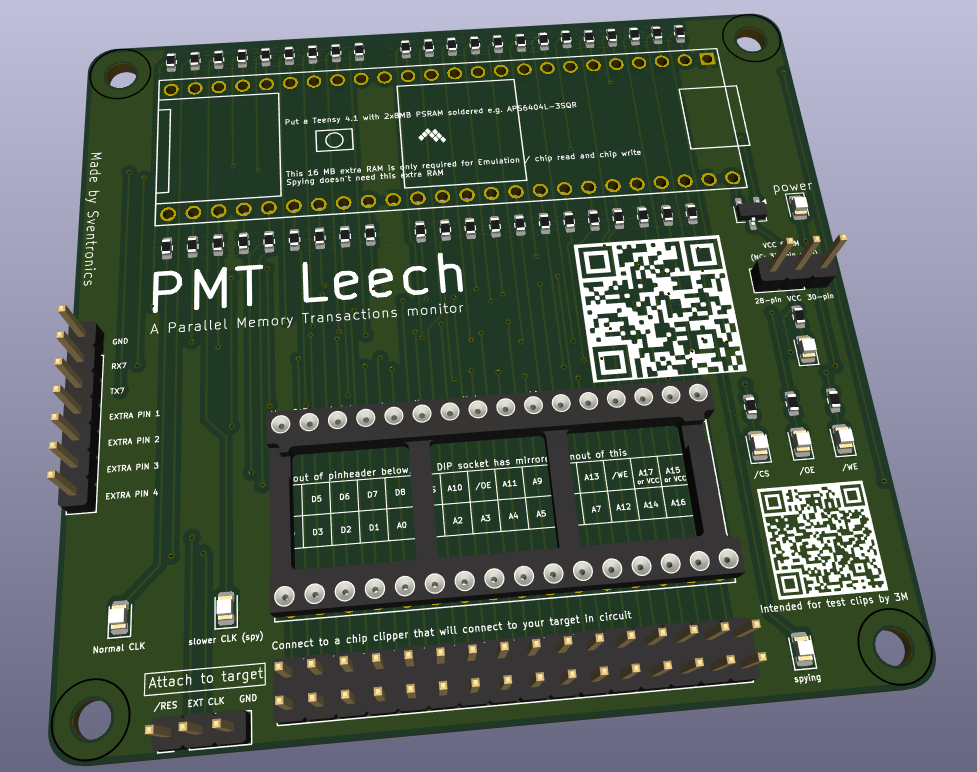 Put a Teensy 4.1 with 2x8MB PSRAM soldered e.g. APS6404L-3SQR
This 16 MB extra RAM is only required for Emulation / chip read and chip write
Spying doesn't need this extra RAM
Made by Sventronics
power
PMT Leech
A Parallel Memory Transactions monitor
28-pin VCC 30-pin
GND
RX7
TX7
EXTRA PIN 1
EXTRA PIN 2
EXTRA PIN 3
EXTRA PIN 4
out of pinheader below
DIP socket has mirrore
nout of this
D5 D6 D7 D8
A10 /OE A11 A9
A13 /WE A17 or VCC A15 or VCC
D3 D2 D1 A0
A2 A3 A4 A5
A7 A12 A14 A16
/CS /OE /WE
Intended for test clips by 3M
Normal CLK
slower CLK (spy)
Connect to a chip clipper that will connect to your target in circuit
spying
Attach to target
/RES EXT CLK GND